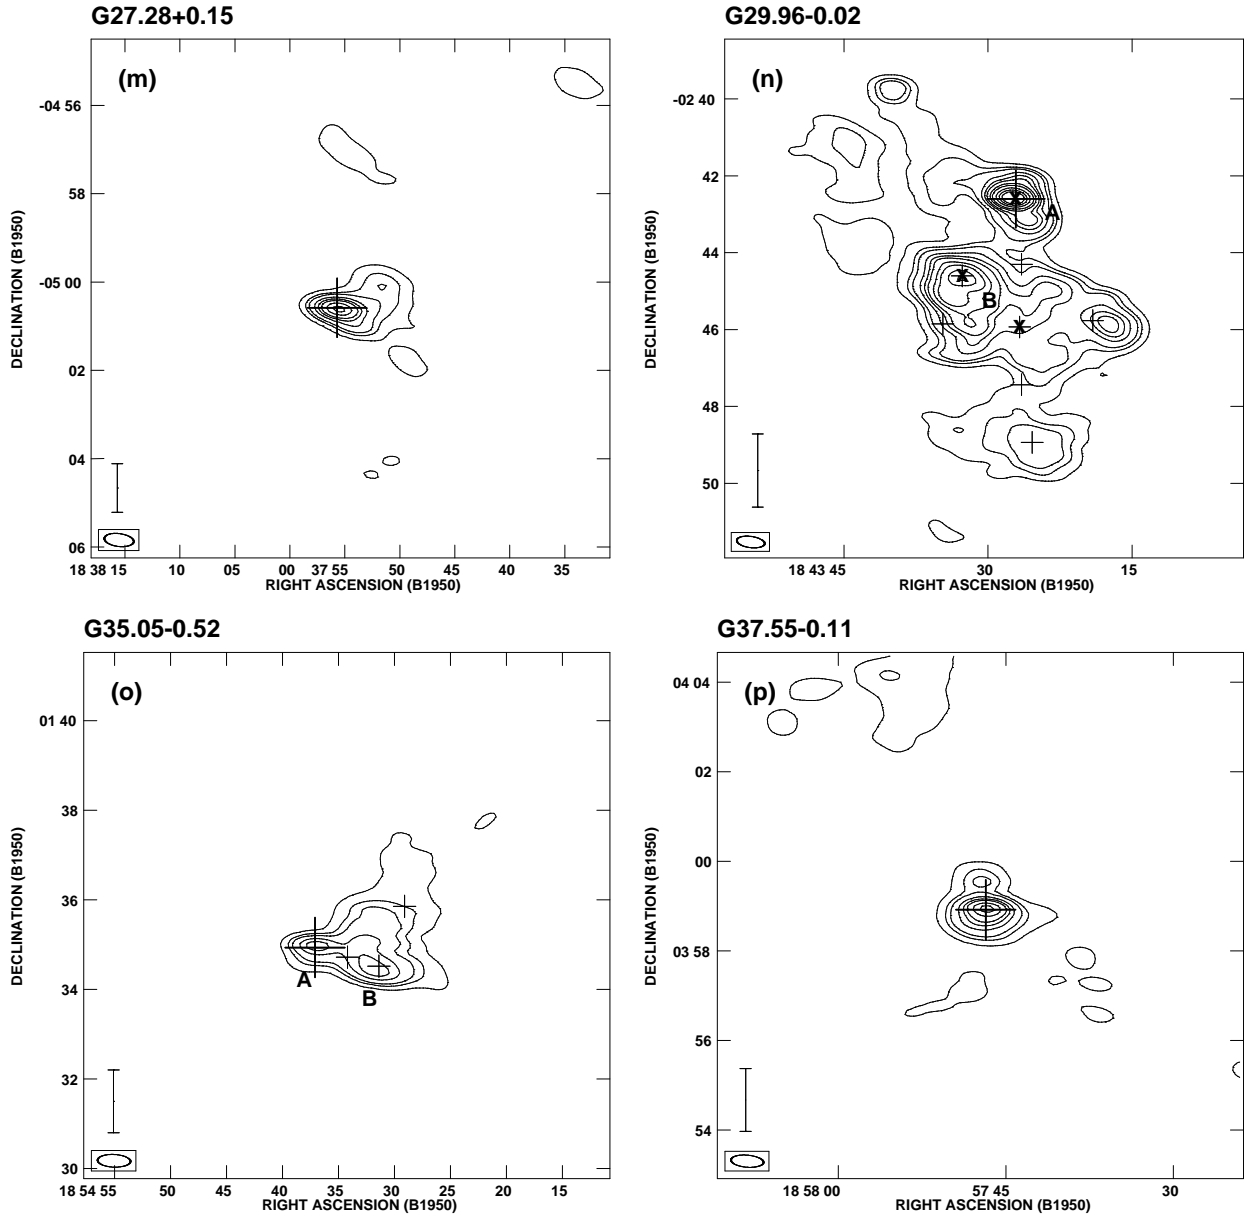 G27.28+0.15
(m)
-04 56
58
-05 00
02
04
06
18 38 15 10 05 00 37 55 50 45 40 35
RIGHT ASCENSION (B1950)
DECLINATION (B1950)
G29.96-0.02
(n)
-02 40
42
44
46
48
50
A
B
18 43 45 30 15
RIGHT ASCENSION (B1950)
DECLINATION (B1950)
G35.05-0.52
(o)
01 40
38
36
34
32
30
A
B
18 54 55 50 45 40 35 30 25 20 15
RIGHT ASCENSION (B1950)
DECLINATION (B1950)
G37.55-0.11
(p)
04 04
02
00
03 58
56
54
18 58 00 57 45 30
RIGHT ASCENSION (B1950)
DECLINATION (B1950)